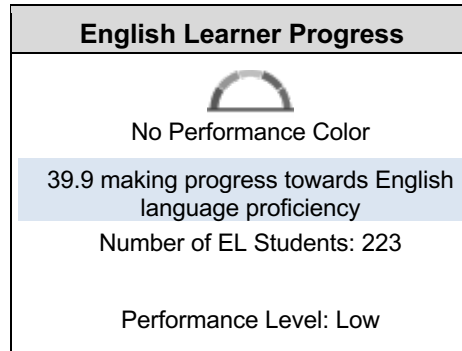 English Learner Progress
No Performance Color
39.9 making progress towards English
language proficiency
Number of EL Students: 223
Performance Level: Low